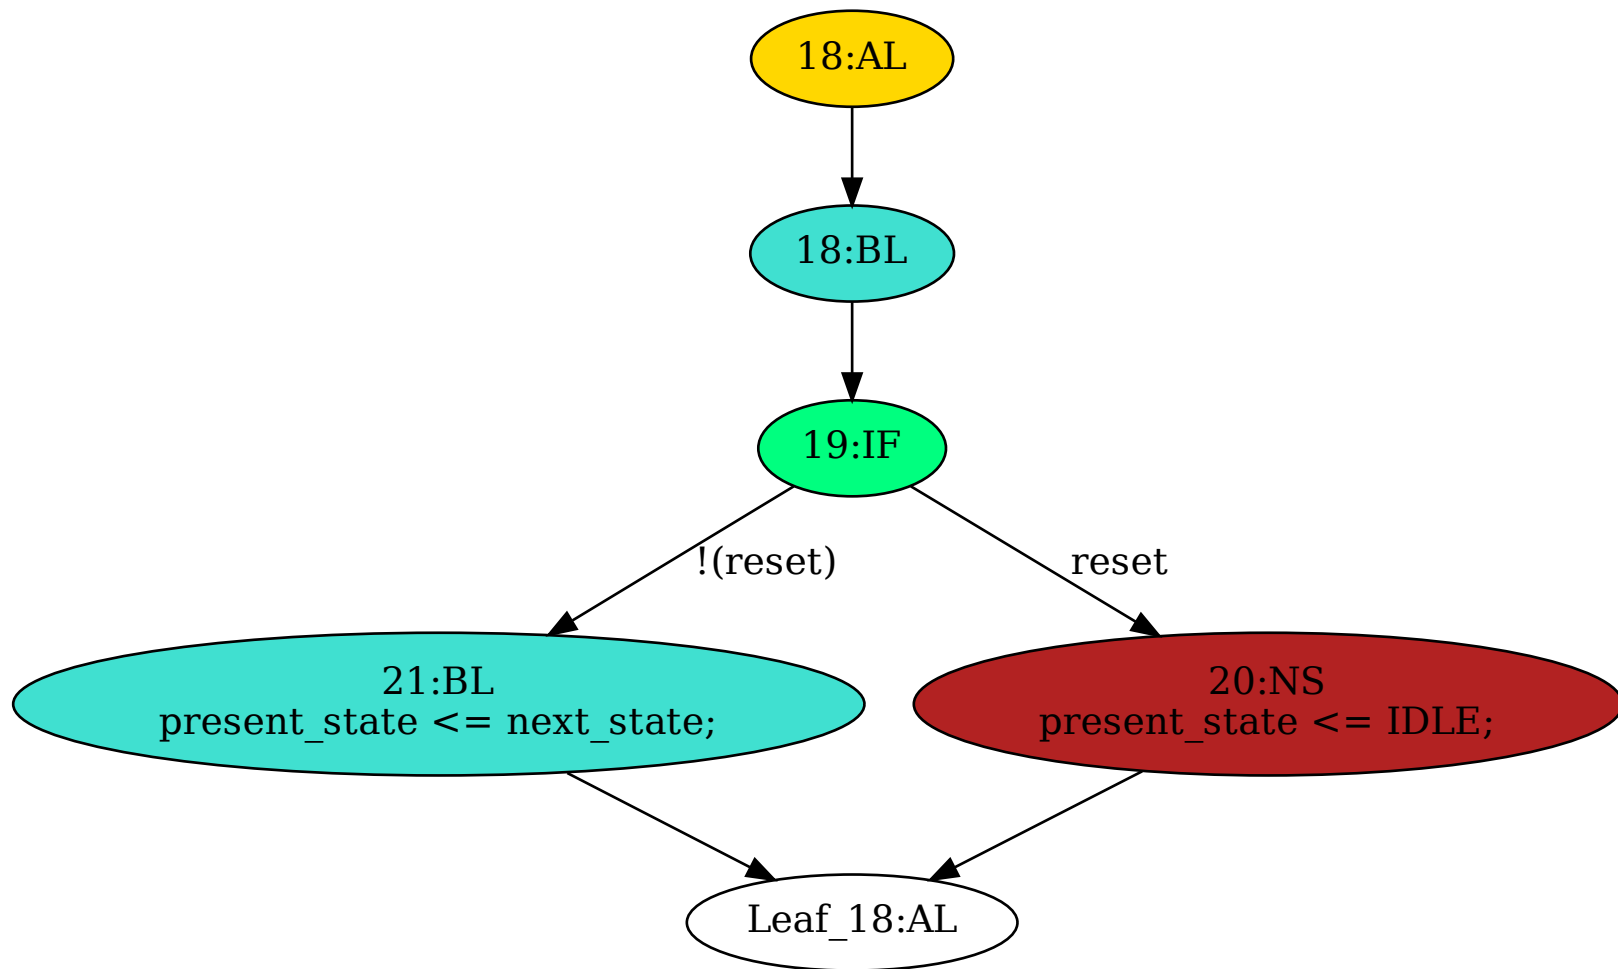 18:AL
18:BL
19:IF
!(reset)
reset
21:BL
present_state <= next_state;
20:NS
present_state <= IDLE;
Leaf_18:AL